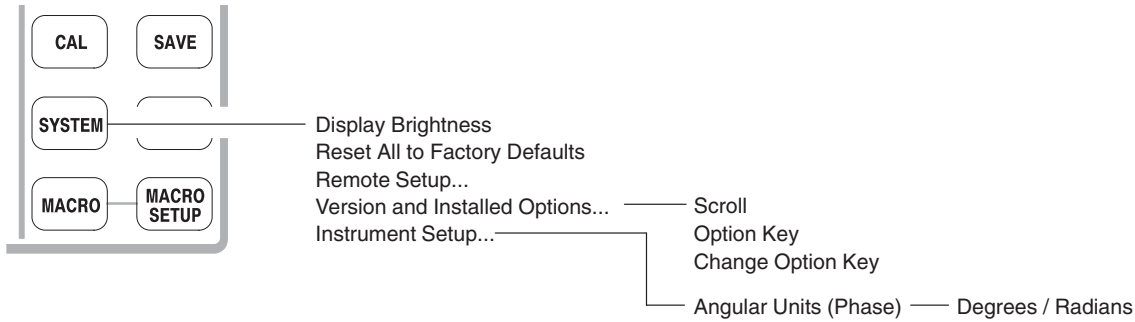 CAL
SAVE
SYSTEM
Display Brightness
Reset All to Factory Defaults
Remote Setup...
MACRO
MACRO
SETUP
Version and Installed Options...
Scroll
Instrument Setup...
Option Key
Change Option Key
Angular Units (Phase)
Degrees / Radians